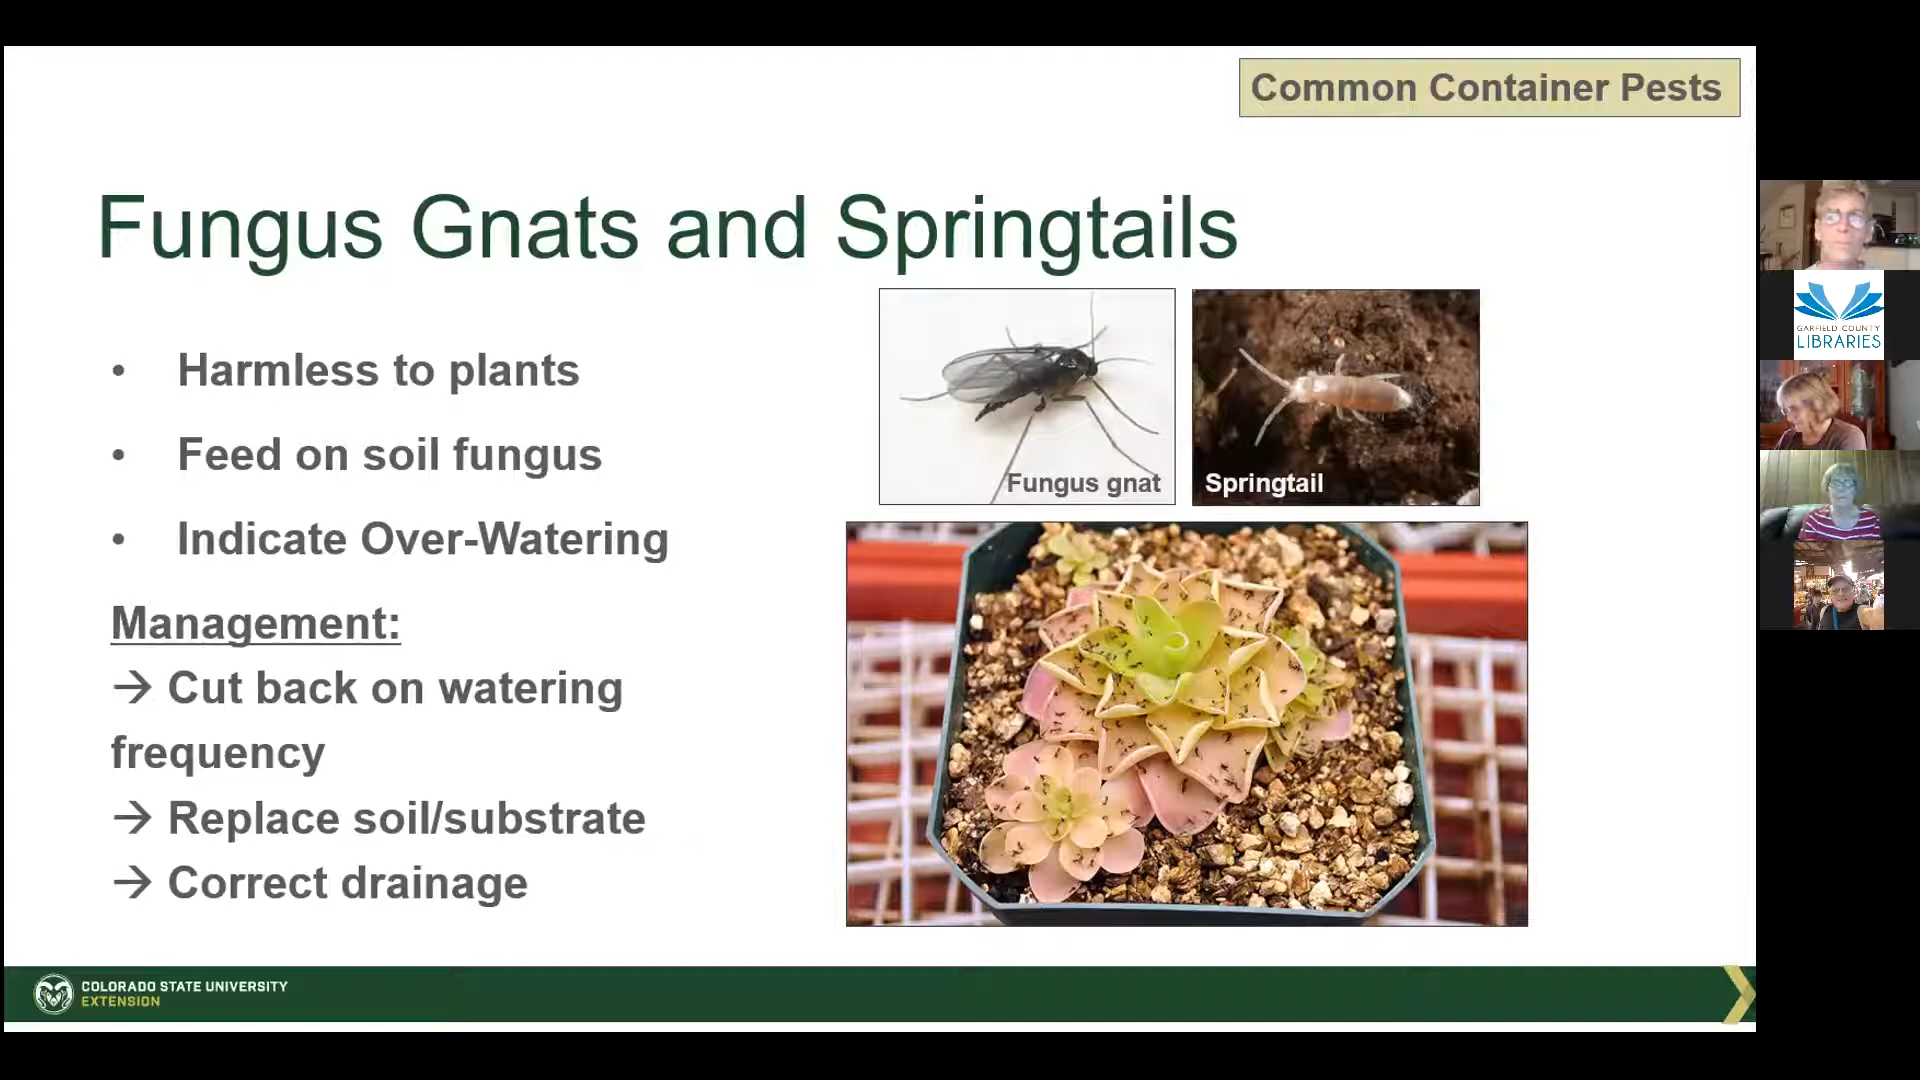 Common Container Pests
Fungus Gnats and Springtails
• Harmless to plants
• Feed on soil fungus
• Indicate Over-Watering
Management:
→ Cut back on watering
frequency
→ Replace soil/substrate
→ Correct drainage
Fungus gnat
Springtail
COLORADO STATE UNIVERSITY
EXTENSION
GARFIELD COUNTY
LIBRARIES